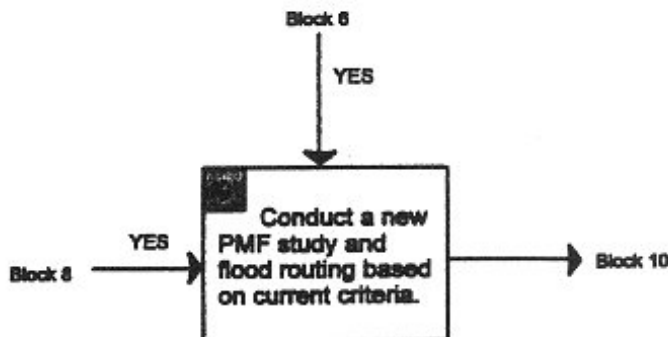 Block 6
YES
Conduct a new
YES
PMF study and
flood routing based
Block 8
Block 10
on current criteria.